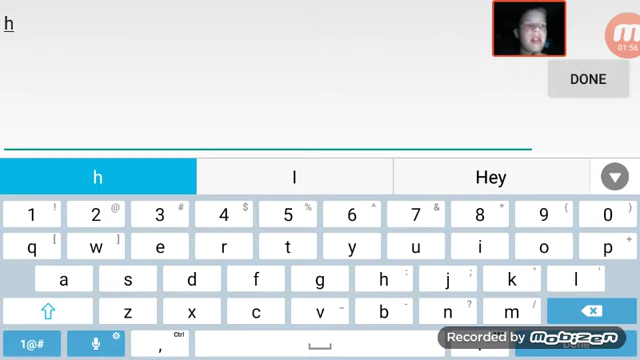 h
01:56
DONE
h I Hey
1 ! 2 @ 3 # 4 $ 5 % 6 ^ 7 & 8 * 9 ( 0 )
q [ w ] e r t y u i o p +
a s d f g h : j ; k " l '
z x c v _ b - n ? m /
1@# , Ctrl Done
Recorded by mobizen